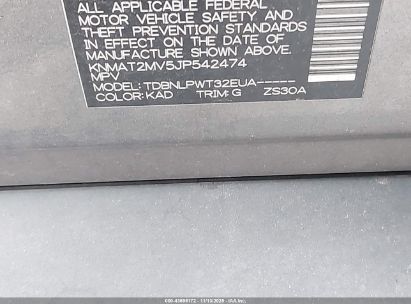 ALL APPLICABLE FEDERAL
MOTOR VEHICLE SAFETY AND
THEFT PREVENTION STANDARDS
IN EFFECT ON THE DATE OF
MANUFACTURE SHOWN ABOVE.
KNMAT2MV5JP542474
MPV
MODEL: TDBNLPWT32EUA-----
COLOR: KAD TRIM: G ZS30A